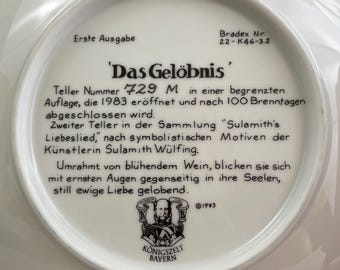 Erste Ausgabe
Bradex Nr.
22-K46-3.2
'Das Gelöbnis'
Teller Nummer 729 M in einer begrenzten
Auflage, die 1983 eröffnet und nach 100 Brenntagen
abgeschlossen wird.
Zweiter Teller in der Sammlung "Sulamith's
Liebeslied," nach symbolistischen Motiven der
Künstlerin Sulamith Wülfing.
Umrahmt von blühendem Wein, blicken sie sich
mit ernsten Augen gegenseitig in ihre Seelen,
still ewige Liebe gelobend.
©1983
KÖNIGSZELT
BAYERN